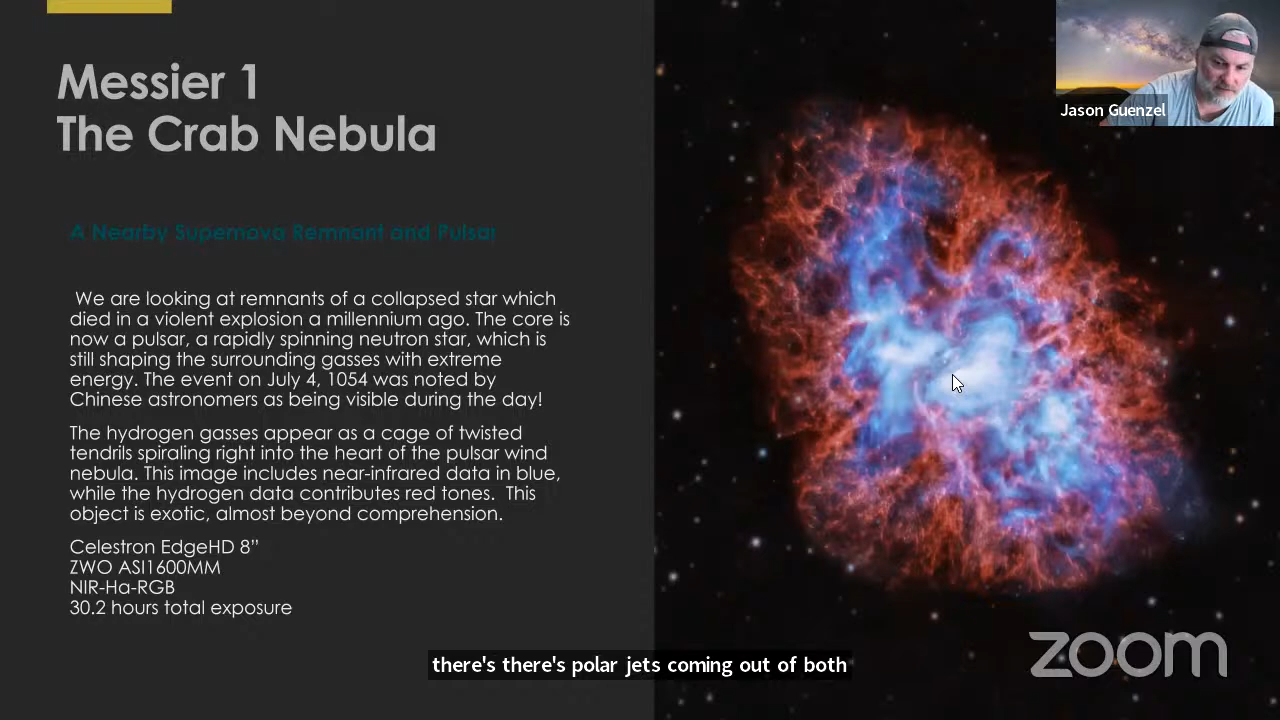 Messier 1
The Crab Nebula
Jason Guenzel
A Nearby Supernova Remnant and Pulsar
We are looking at remnants of a collapsed star which
died in a violent explosion a millennium ago. The core is
now a pulsar, a rapidly spinning neutron star, which is
still shaping the surrounding gasses with extreme
energy. The event on July 4, 1054 was noted by
Chinese astronomers as being visible during the day!
The hydrogen gasses appear as a cage of twisted
tendrils spiraling right into the heart of the pulsar wind
nebula. This image includes near-infrared data in blue,
while the hydrogen data contributes red tones. This
object is exotic, almost beyond comprehension.
Celestron EdgeHD 8”
ZWO ASI1600MM
NIR-Ha-RGB
30.2 hours total exposure
there's there's polar jets coming out of both
zoom